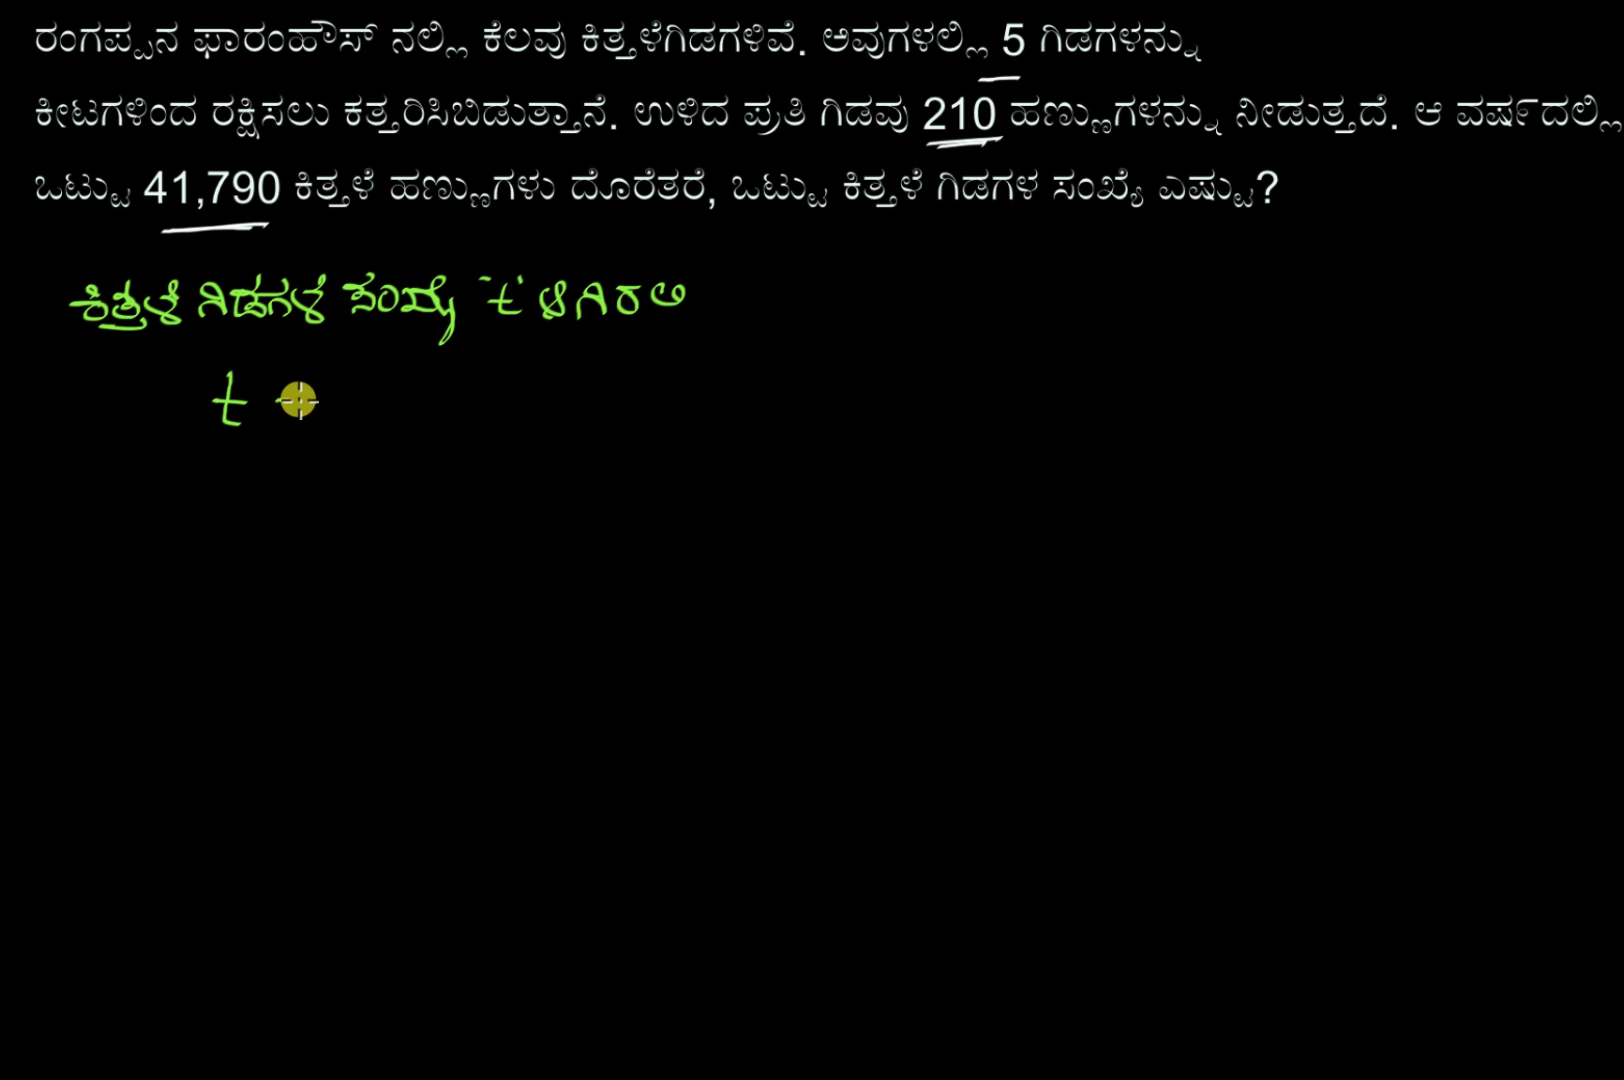 ರಂಗಪ್ಪನ ಫಾರಂಹೌಸ್ ನಲ್ಲಿ ಕೆಲವು ಕಿತ್ತಳೆಗಿಡಗಳಿವೆ. ಅವುಗಳಲ್ಲಿ 5 ಗಿಡಗಳನ್ನು
ಕೀಟಗಳಿಂದ ರಕ್ಷಿಸಲು ಕತ್ತರಿಸಿಬಿಡುತ್ತಾನೆ. ಉಳಿದ ಪ್ರತಿ ಗಿಡವು 210 ಹಣ್ಣುಗಳನ್ನು ನೀಡುತ್ತದೆ. ಆ ವರ್ಷದಲ್ಲಿ
ಒಟ್ಟು 41,790 ಕಿತ್ತಳೆ ಹಣ್ಣುಗಳು ದೊರೆತರೆ, ಒಟ್ಟು ಕಿತ್ತಳೆ ಗಿಡಗಳ ಸಂಖ್ಯೆ ಎಷ್ಟು?
ಕಿತ್ತಳೆ ಗಿಡಗಳ ಸಂಖ್ಯೆ 't'
t -